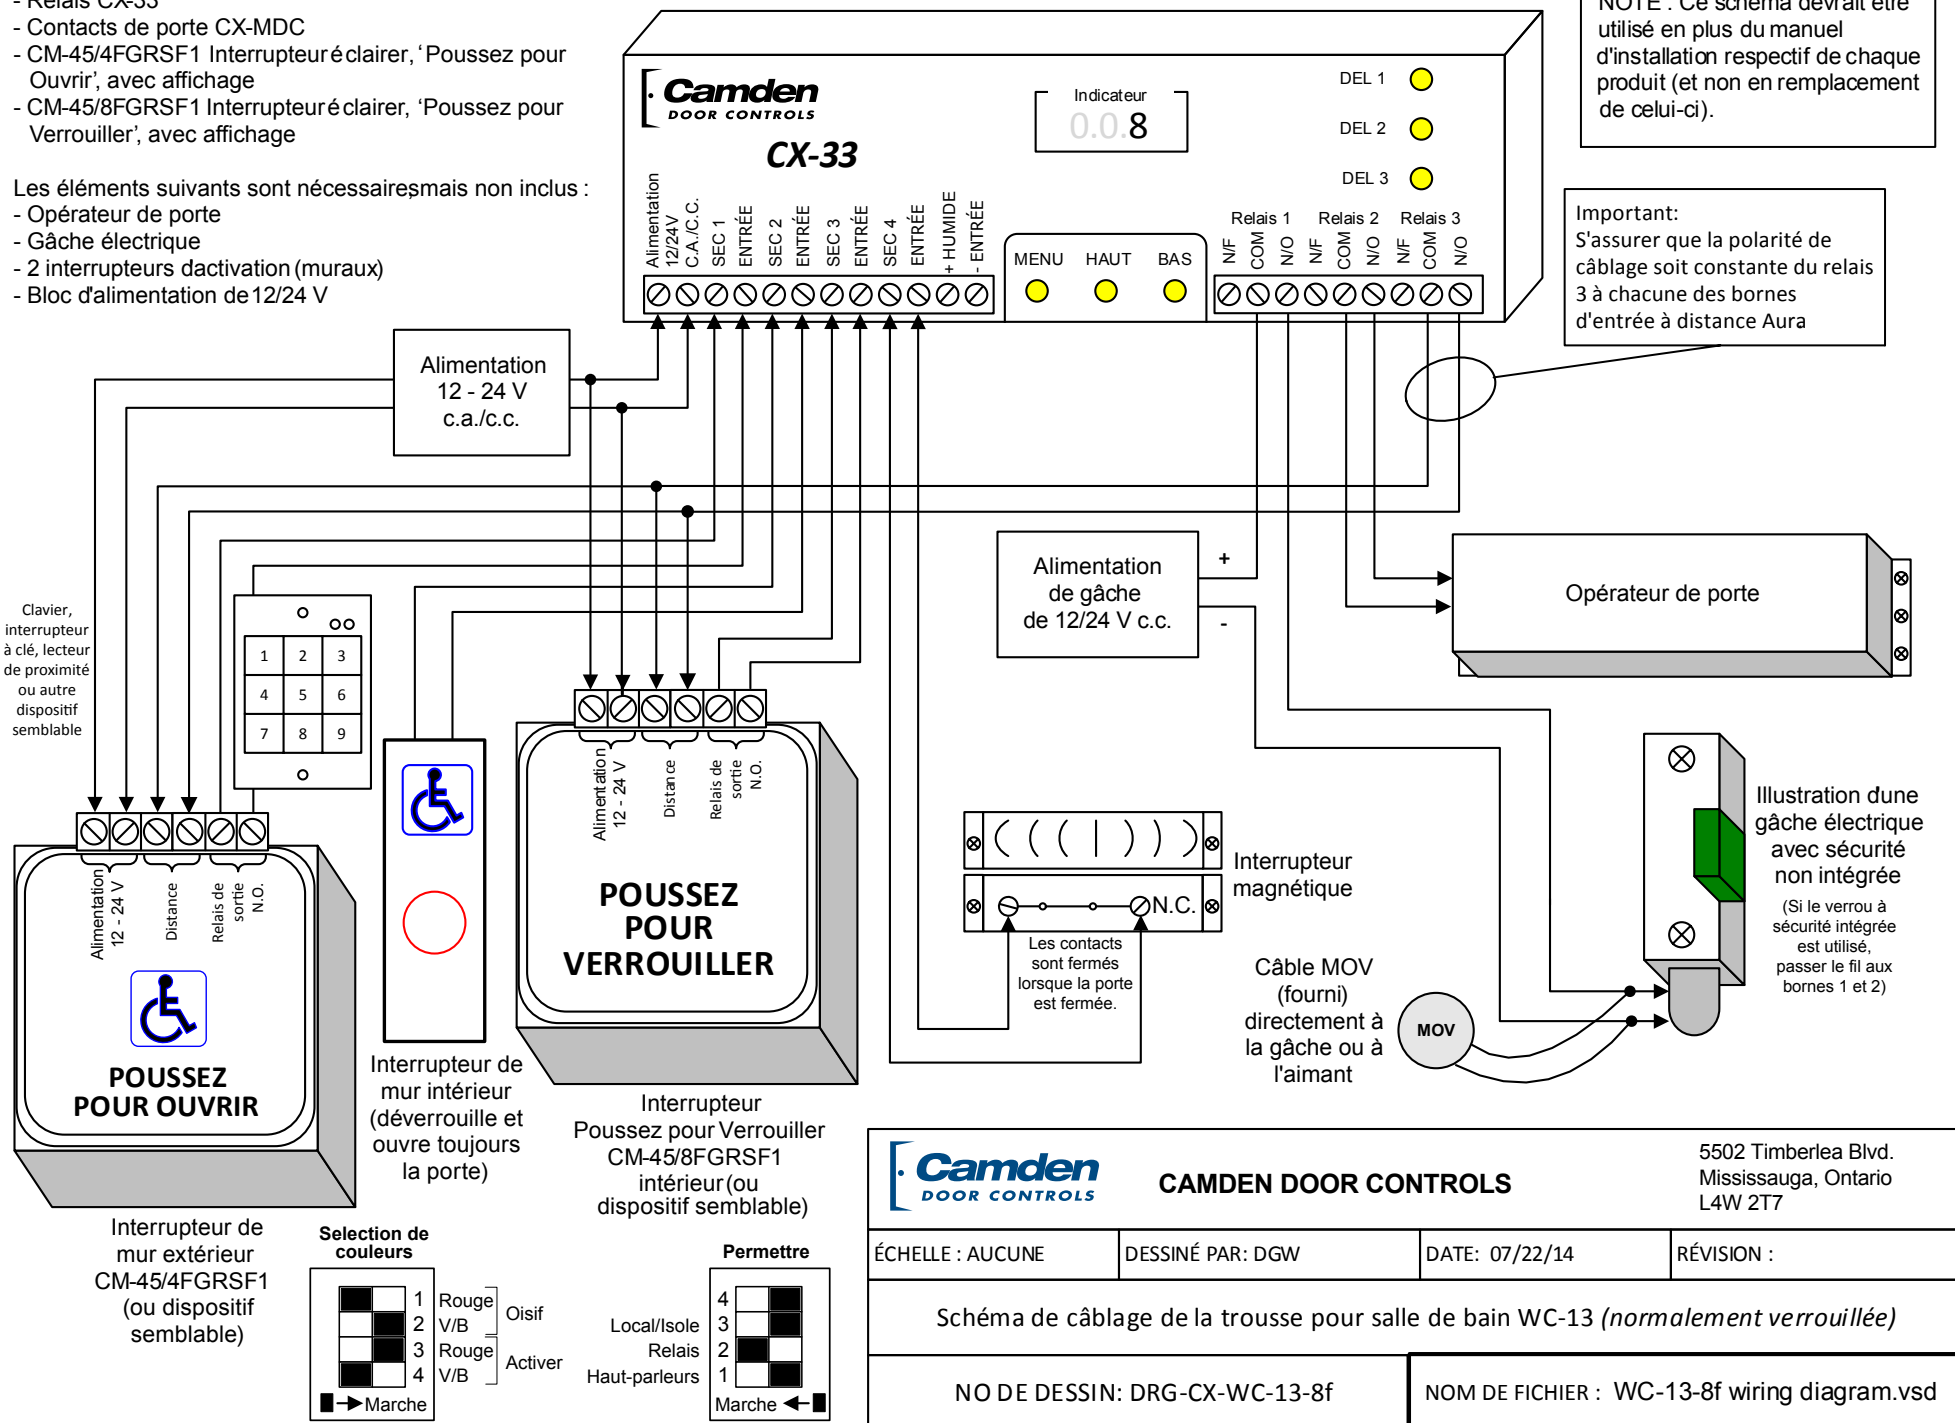 - Relais CX-33
- Contacts de porte CX-MDC
- CM-45/4FGRSF1 Interrupteur éclairer, ‘Poussez pour
Ouvrir’, avec affichage
- CM-45/8FGRSF1 Interrupteur éclairer, ‘Poussez pour
Verrouiller’, avec affichage
Les éléments suivants sont nécessaires mais non inclus :
- Opérateur de porte
- Gâche électrique
- 2 interrupteurs dactivation (muraux)
- Bloc d'alimentation de 12/24 V
Camden
DOOR CONTROLS
CX-33
Indicateur
0.0.8
DEL 1
DEL 2
DEL 3
NOTE : Ce schéma devrait être
utilisé en plus du manuel
d'installation respectif de chaque
produit (et non en remplacement
de celui-ci).
Alimentation
12/24V
C.A./C.C.
SEC 1
ENTRÉE
SEC 2
ENTRÉE
SEC 3
ENTRÉE
SEC 4
ENTRÉE
+ HUMIDE
- ENTRÉE
MENU HAUT BAS
Relais 1 Relais 2 Relais 3
N/F
COM
N/O
N/F
COM
N/O
N/F
COM
N/O
Important:
S'assurer que la polarité de
câblage soit constante du relais
3 à chacune des bornes
d'entrée à distance Aura
Alimentation
12 - 24 V
c.a./c.c.
Alimentation
de gâche
de 12/24 V c.c.
+
-
Opérateur de porte
Clavier,
interrupteur
à clé, lecteur
de proximité
ou autre
dispositif
semblable
1 2 3
4 5 6
7 8 9
Alimentation
12 - 24 V
Distance
Relais de
sortie
N.O.
POUSSEZ
POUR
VERROUILLER
Alimentation
12 - 24 V
Distance
Relais de
sortie
N.O.
POUSSEZ
POUR OUVRIR
Interrupteur
magnétique
N.C.
Les contacts
sont fermés
lorsque la porte
est fermée.
Illustration dune
gâche électrique
avec sécurité
non intégrée
(Si le verrou à
sécurité intégrée
est utilisé,
passer le fil aux
bornes 1 et 2)
Câble MOV
(fourni)
directement à
la gâche ou à
l'aimant
MOV
Interrupteur de
mur intérieur
(déverrouille et
ouvre toujours
la porte)
Interrupteur
Poussez pour Verrouiller
CM-45/8FGRSF1
intérieur (ou
dispositif semblable)
Interrupteur de
mur extérieur
CM-45/4FGRSF1
(ou dispositif
semblable)
Selection de
couleurs
1 Rouge
2 V/B
Oisif
3 Rouge
4 V/B
Activer
Marche
Permettre
4
Local/Isole 3
Relais 2
Haut-parleurs 1
Marche
Camden
DOOR CONTROLS
CAMDEN DOOR CONTROLS
5502 Timberlea Blvd.
Mississauga, Ontario
L4W 2T7
ÉCHELLE : AUCUNE
DESSINÉ PAR: DGW
DATE: 07/22/14
RÉVISION :
Schéma de câblage de la trousse pour salle de bain WC-13 (normalement verrouillée)
NO DE DESSIN: DRG-CX-WC-13-8f
NOM DE FICHIER : WC-13-8f wiring diagram.vsd